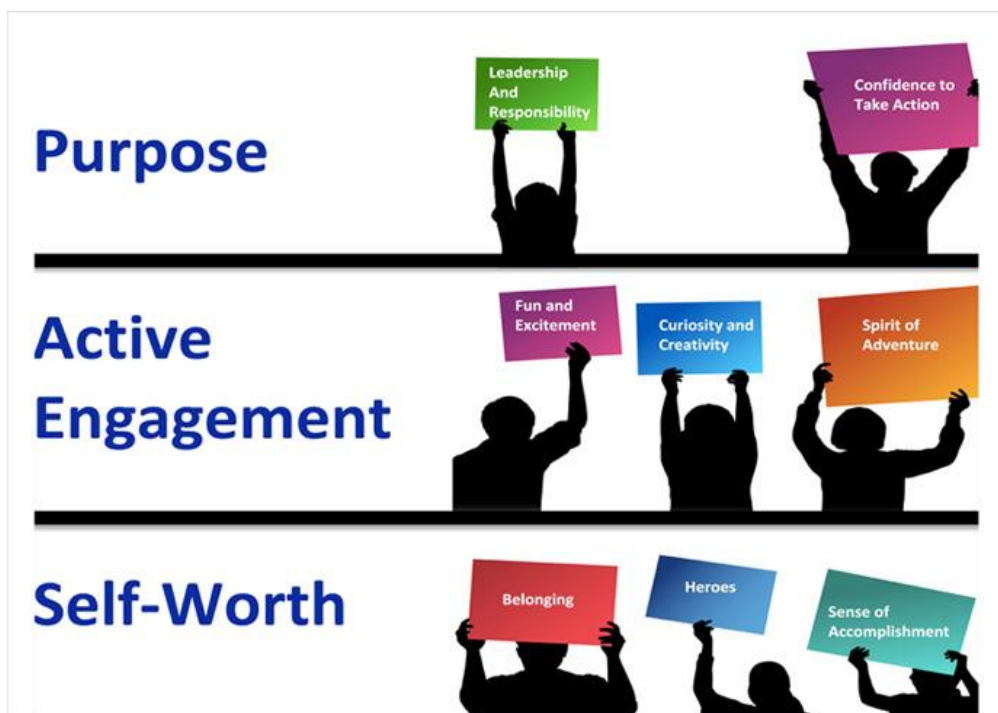 Purpose
Leadership
And
Responsibility
Confidence to
Take Action
Active
Engagement
Fun and
Excitement
Curiosity and
Creativity
Spirit of
Adventure
Self-Worth
Belonging
Heroes
Sense of
Accomplishment